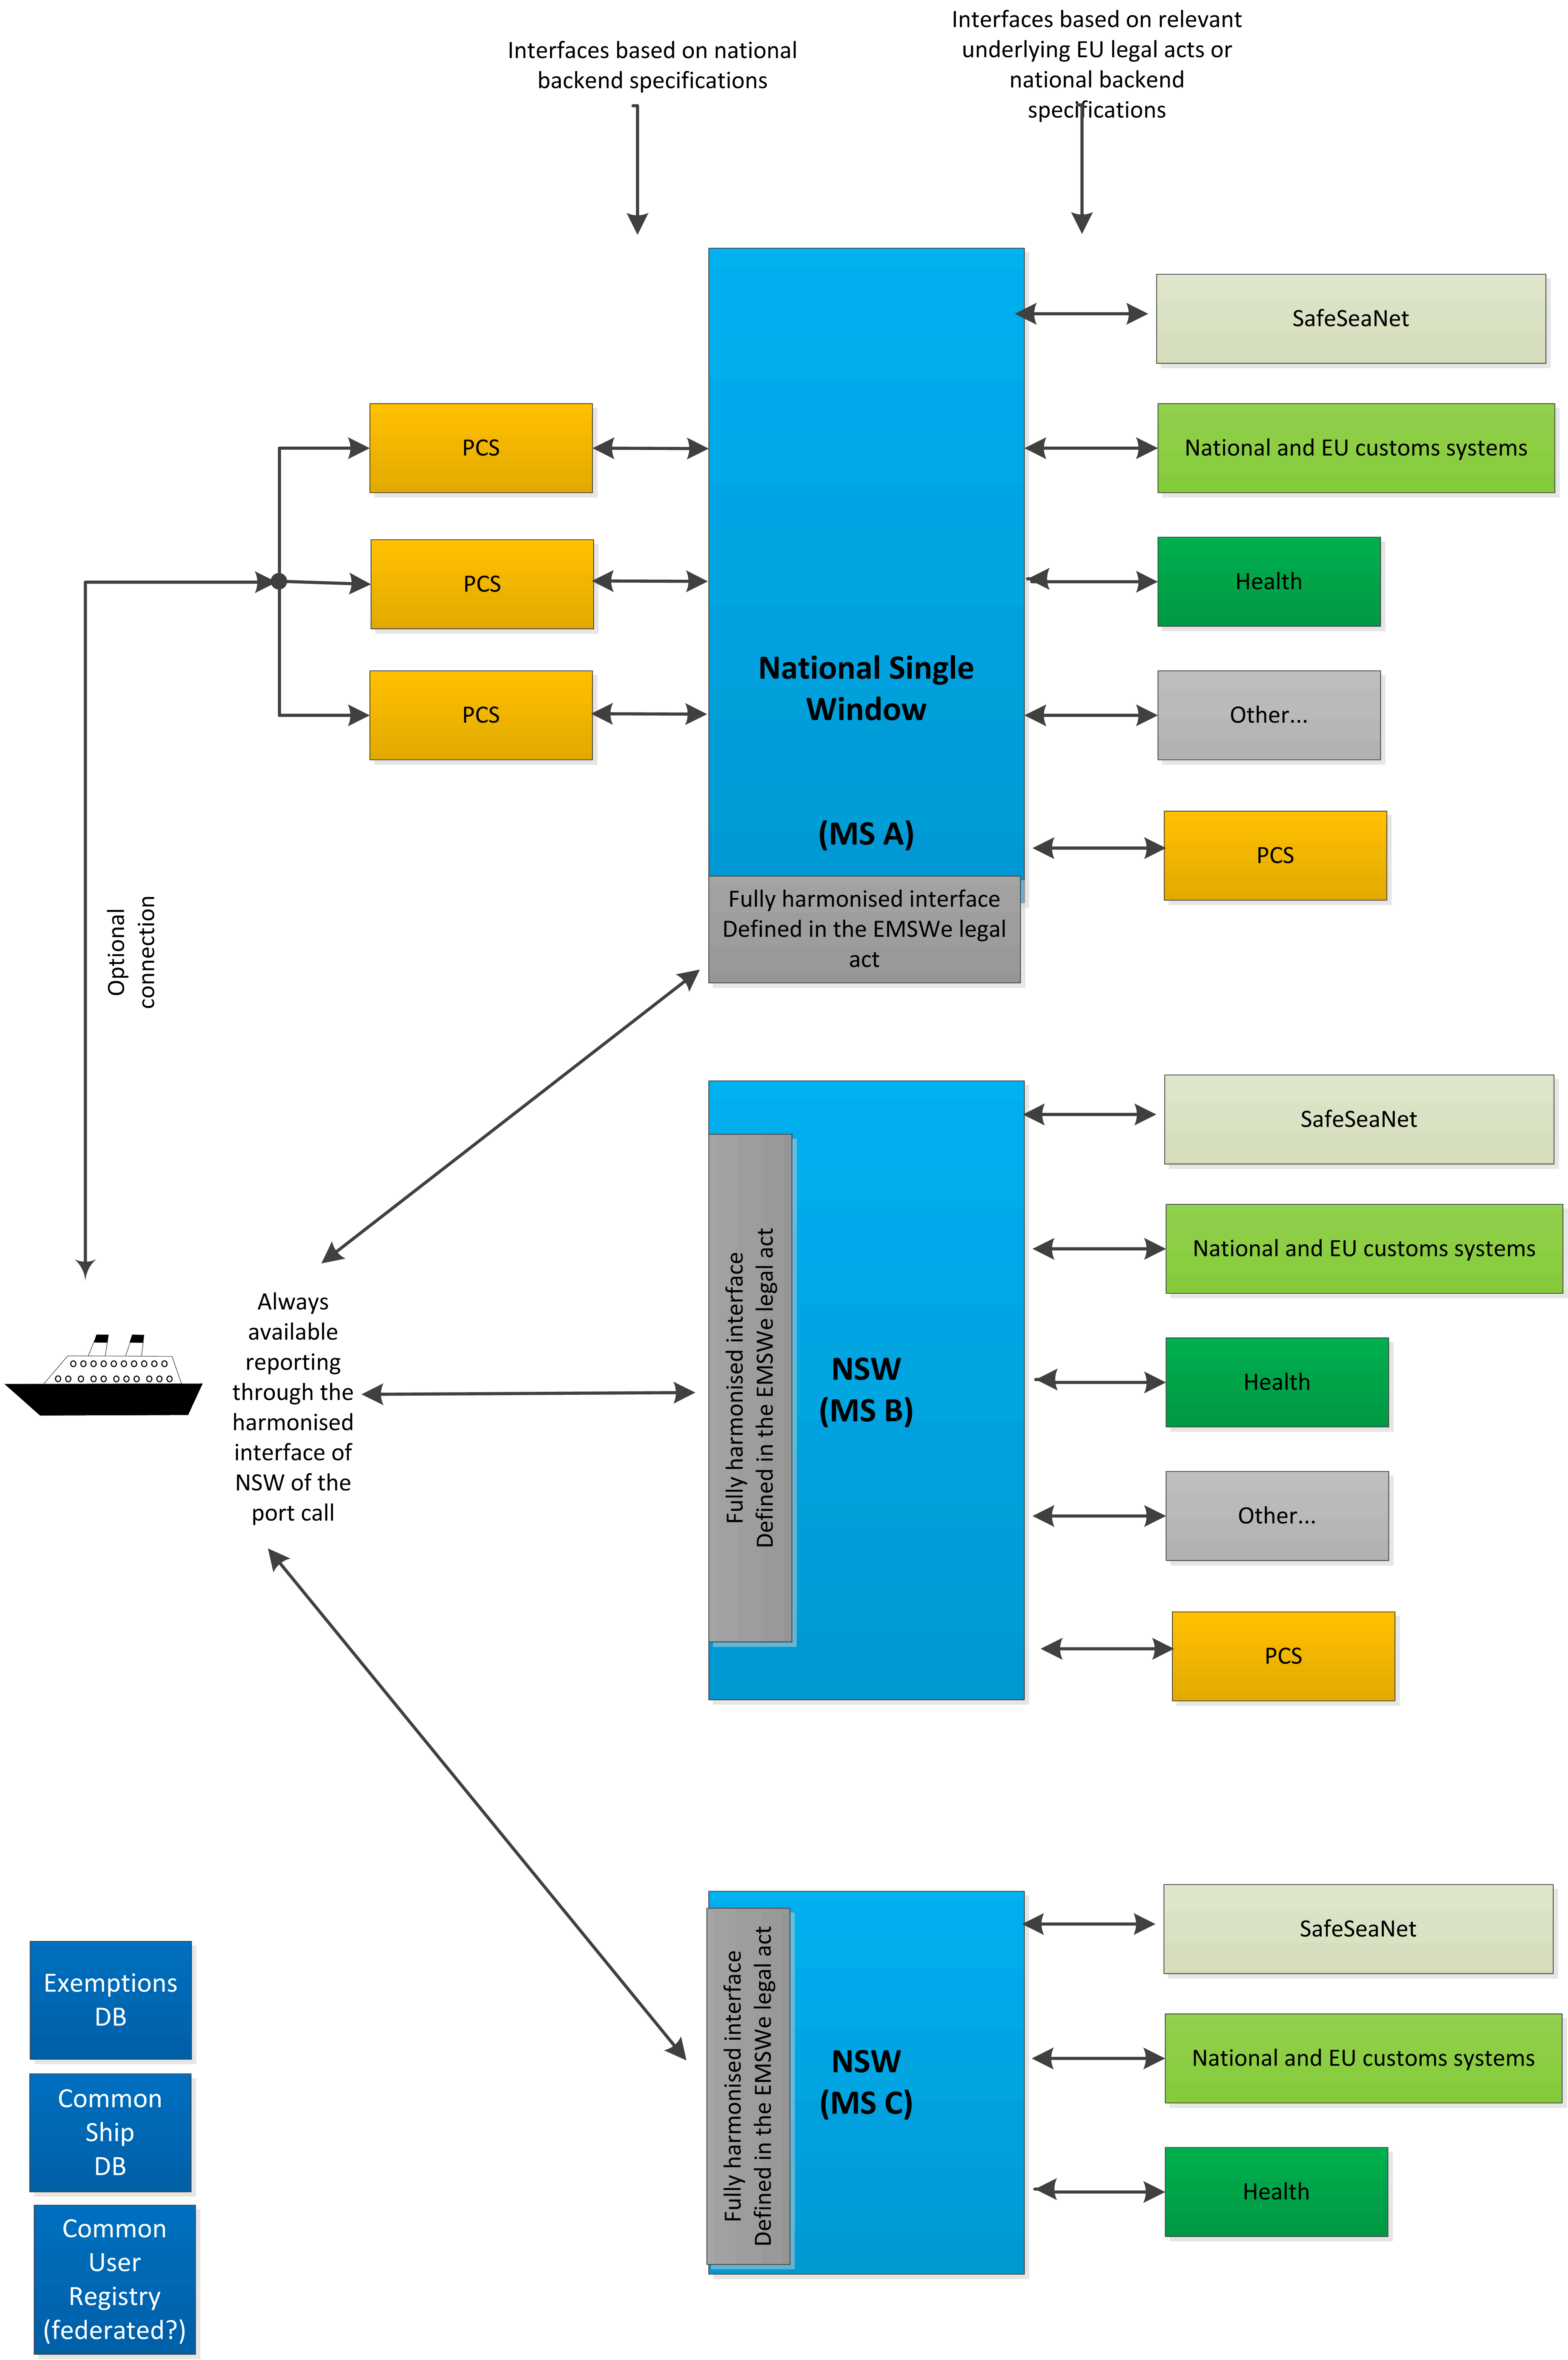 Interfaces based on national
backend specifications
Interfaces based on relevant
underlying EU legal acts or
national backend
specifications
SafeSeaNet
PCS
National and EU customs systems
PCS
Health
National Single
Window
PCS
Other...
(MS A)
PCS
Fully harmonised interface
Defined in the EMSWe legal
act
Optional
connection
SafeSeaNet
National and EU customs systems
Always
available
reporting
through the
harmonised
interface of
NSW of the
port call
Fully harmonised interface
Defined in the EMSWe legal act
NSW
(MS B)
Health
Other...
PCS
SafeSeaNet
Fully harmonised interface
Defined in the EMSWe legal act
NSW
(MS C)
National and EU customs systems
Health
Exemptions
DB
Common
Ship
DB
Common
User
Registry
(federated?)